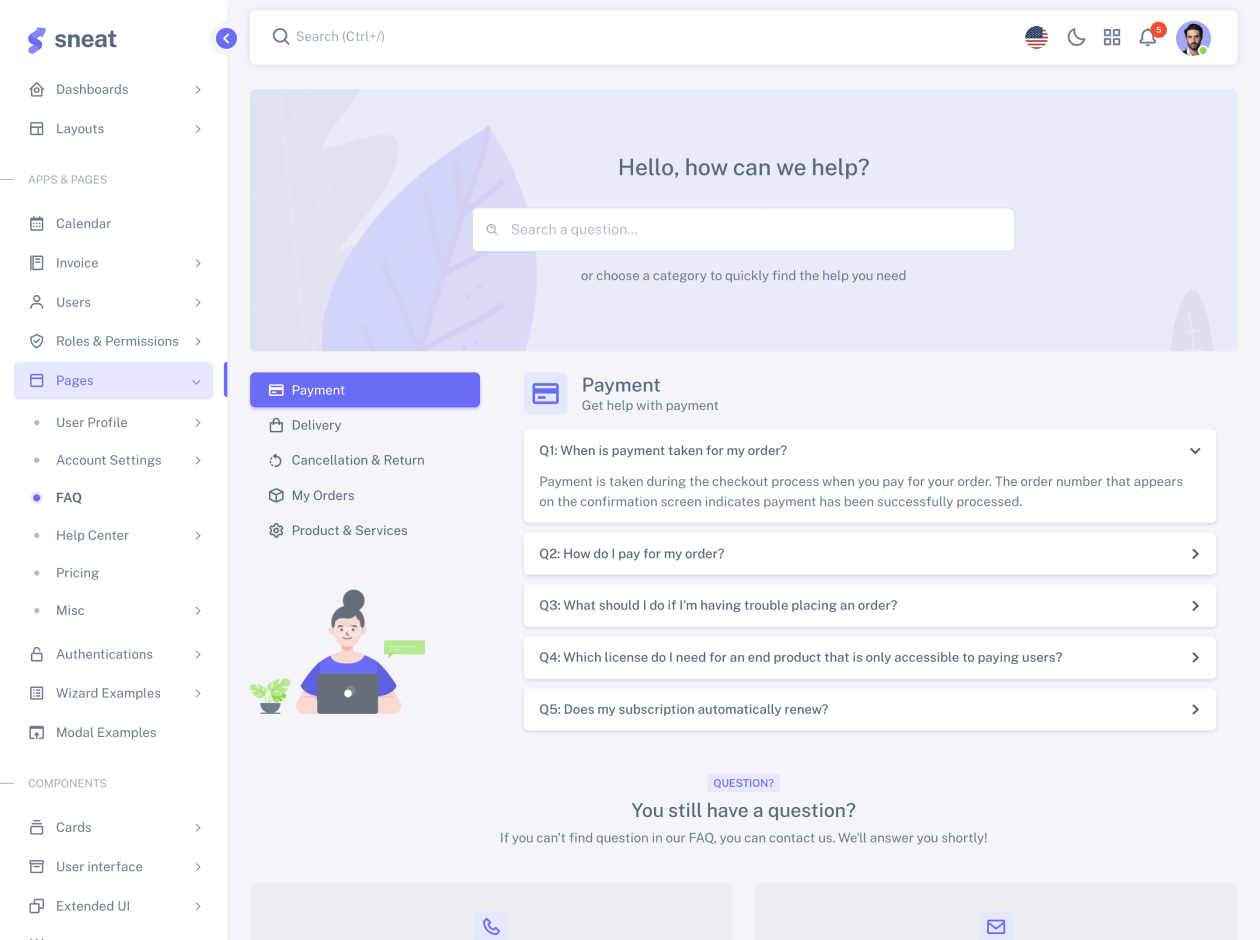 sneat
Dashboards
Layouts
APPS & PAGES
Calendar
Invoice
Users
Roles & Permissions
Pages
User Profile
Account Settings
FAQ
Help Center
Pricing
Misc
Authentications
Wizard Examples
Modal Examples
COMPONENTS
Cards
User interface
Extended UI
Search (Ctrl+/)
5
Hello, how can we help?
Search a question...
or choose a category to quickly find the help you need
Payment
Delivery
Cancellation & Return
My Orders
Product & Services
Payment
Get help with payment
Q1: When is payment taken for my order?
Payment is taken during the checkout process when you pay for your order. The order number that appears
on the confirmation screen indicates payment has been successfully processed.
Q2: How do I pay for my order?
Q3: What should I do if I'm having trouble placing an order?
Q4: Which license do I need for an end product that is only accessible to paying users?
Q5: Does my subscription automatically renew?
QUESTION?
You still have a question?
If you can't find question in our FAQ, you can contact us. We'll answer you shortly!